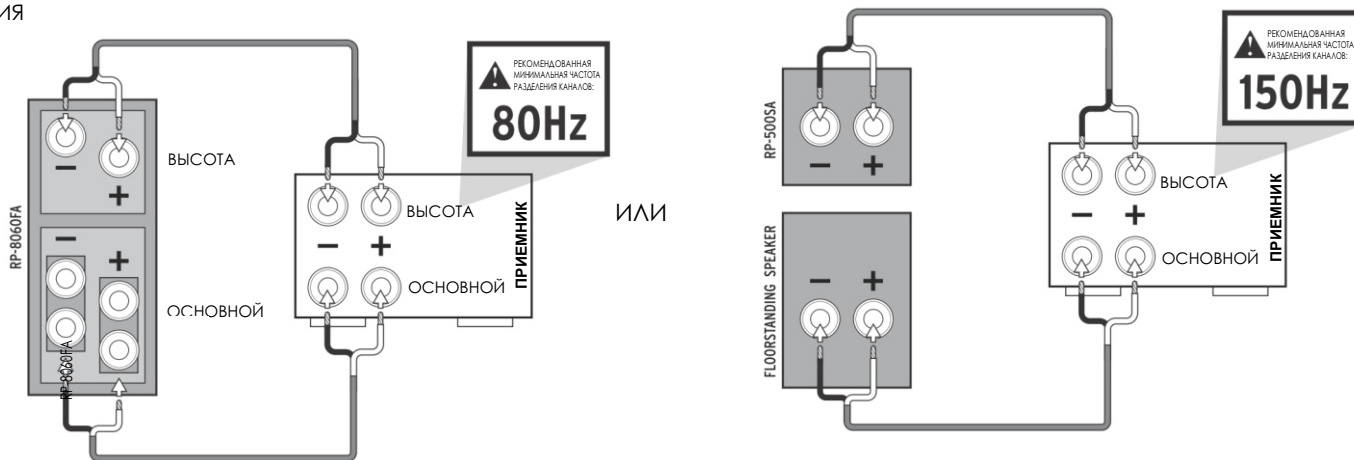 ИЯ
РЕКОМЕНДОВАННАЯ
МИНИМАЛЬНАЯ ЧАСТОТА
РАЗДЕЛЕНИЯ КАНАЛОВ:
80Hz
RP-8060FA
− +
ВЫСОТА
− +
ОСНОВНОЙ
RP-8060FA
ВЫСОТА
− +
ОСНОВНОЙ
ПРИЕМНИК
ИЛИ
РЕКОМЕНДОВАННАЯ
МИНИМАЛЬНАЯ ЧАСТОТА
РАЗДЕЛЕНИЯ КАНАЛОВ:
150Hz
RP-500SA
− +
FLOORSTANDING SPEAKER
− +
ВЫСОТА
− +
ОСНОВНОЙ
ПРИЕМНИК